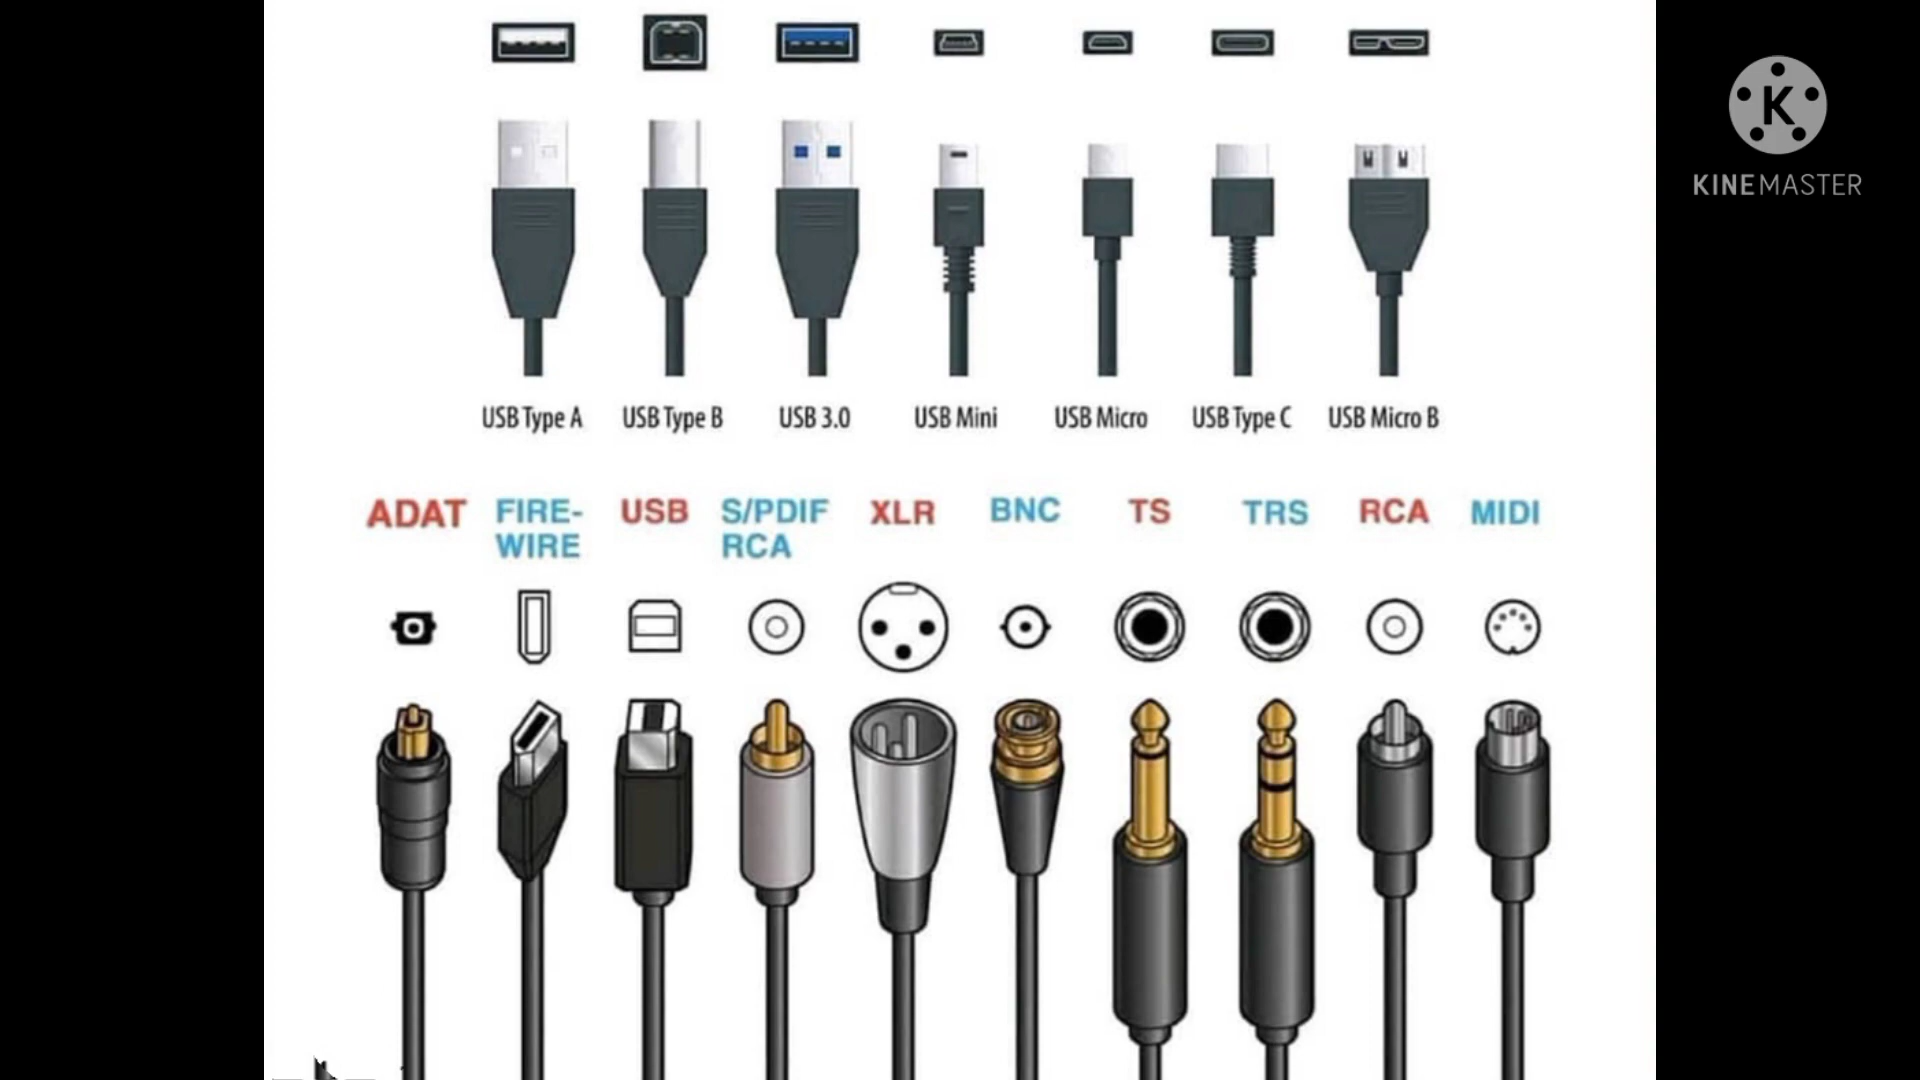 K
KINEMASTER
USB Type A USB Type B USB 3.0 USB Mini USB Micro USB Type C USB Micro B
ADAT FIRE-WIRE USB S/PDIF RCA XLR BNC TS TRS RCA MIDI